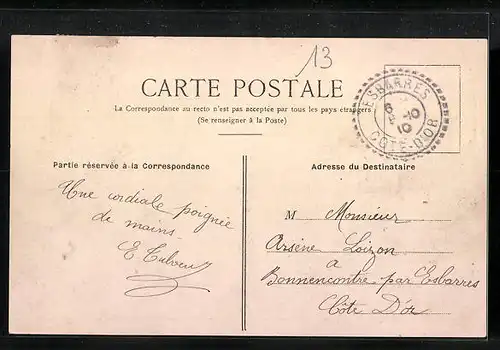 13
CARTE POSTALE
La Correspondance au recto n'est pas acceptée par tous les pays étrangers
(Se renseigner à la Poste)
ESBARRES
6
10
10
CÔTE-D'OR
Partie réservée à la Correspondance
Adresse du Destinataire
Une cordiale poignée
de mains
E
M Monsieur
Arsène Loizon
à
Bonnencontre par Esbarres
Côte D'or